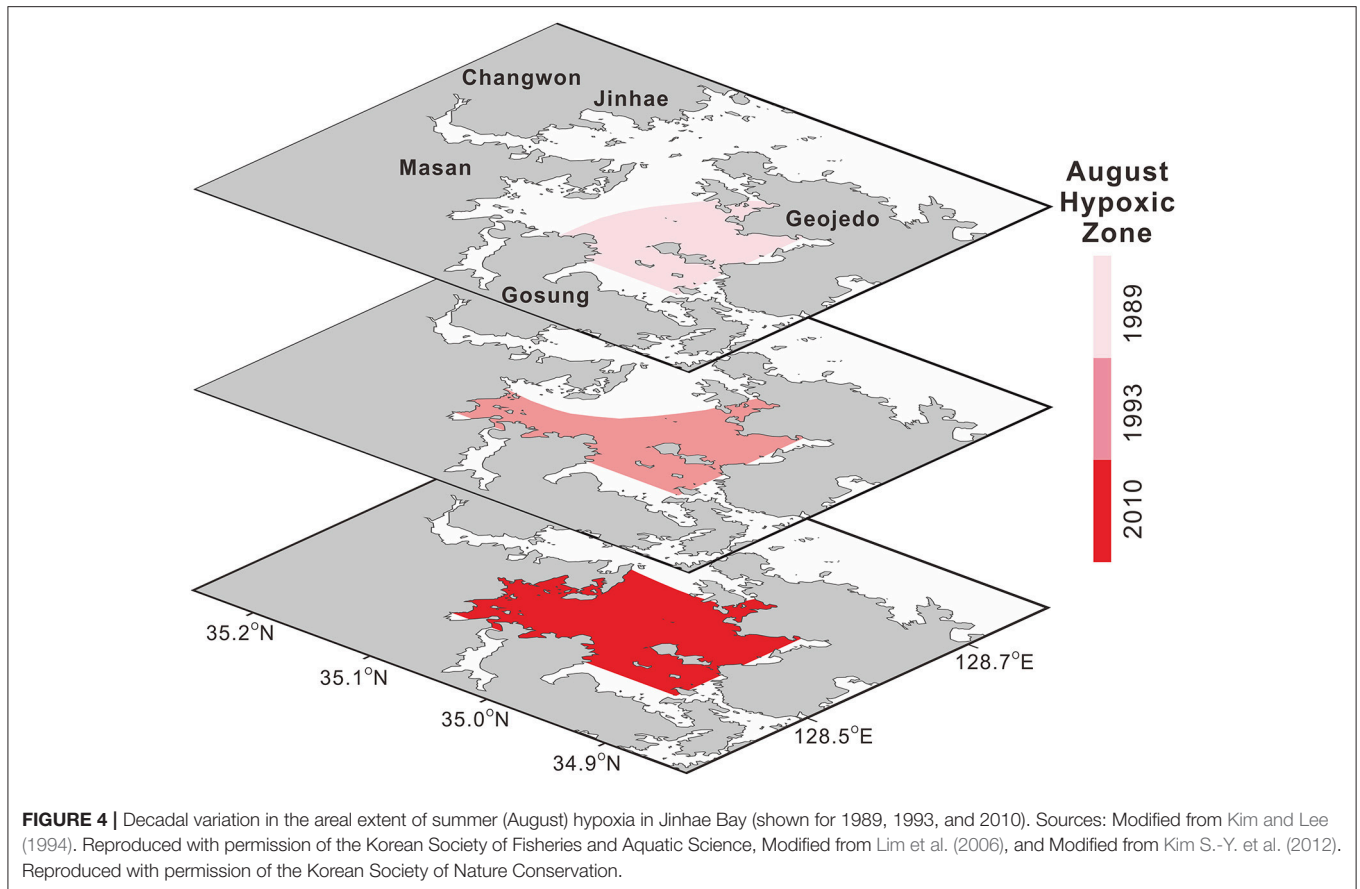 Changwon
Jinhae
Masan
Geojedo
Gosung
August
Hypoxic
Zone
1989
1993
2010
35.2°N
35.1°N
35.0°N
34.9°N
128.7°E
128.5°E
FIGURE 4 | Decadal variation in the areal extent of summer (August) hypoxia in Jinhae Bay (shown for 1989, 1993, and 2010). Sources: Modified from Kim and Lee
(1994). Reproduced with permission of the Korean Society of Fisheries and Aquatic Science, Modified from Lim et al. (2006), and Modified from Kim S.-Y. et al. (2012).
Reproduced with permission of the Korean Society of Nature Conservation.